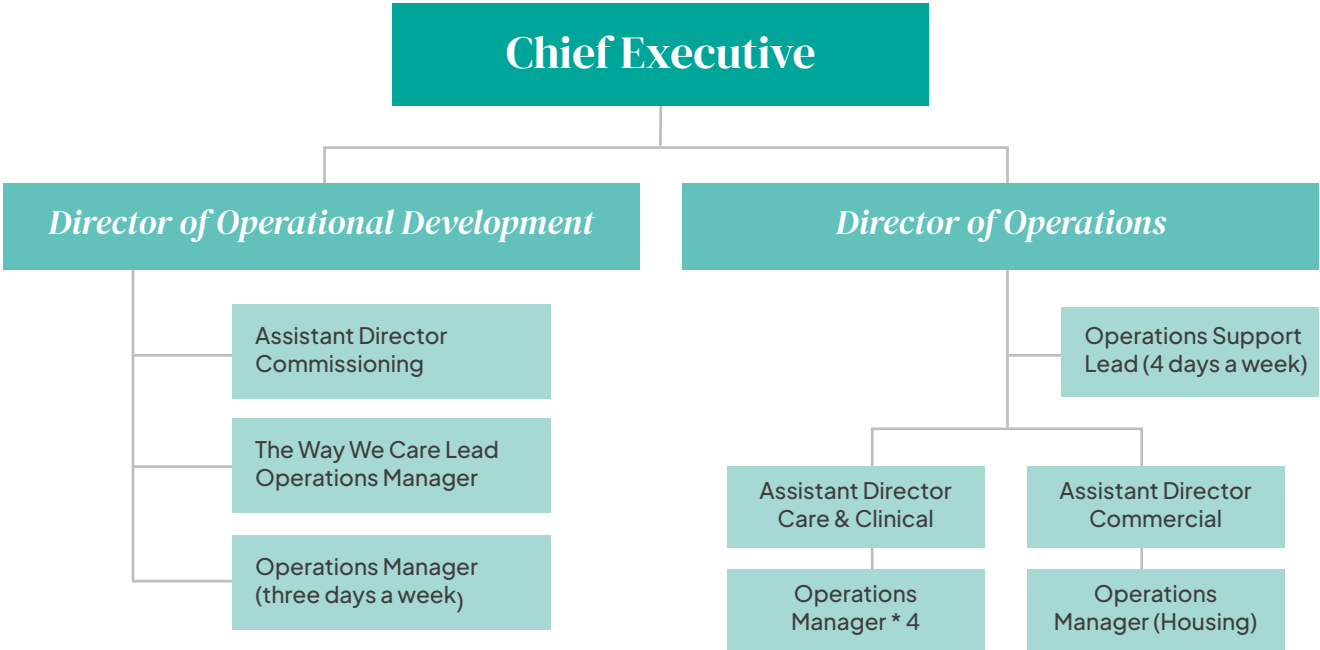 Chief Executive
Director of Operational Development
Director of Operations
Assistant Director
Commissioning
The Way We Care Lead
Operations Manager
Operations Manager
(three days a week)
Operations Support
Lead (4 days a week)
Assistant Director
Care & Clinical
Assistant Director
Commercial
Operations
Manager * 4
Operations
Manager (Housing)